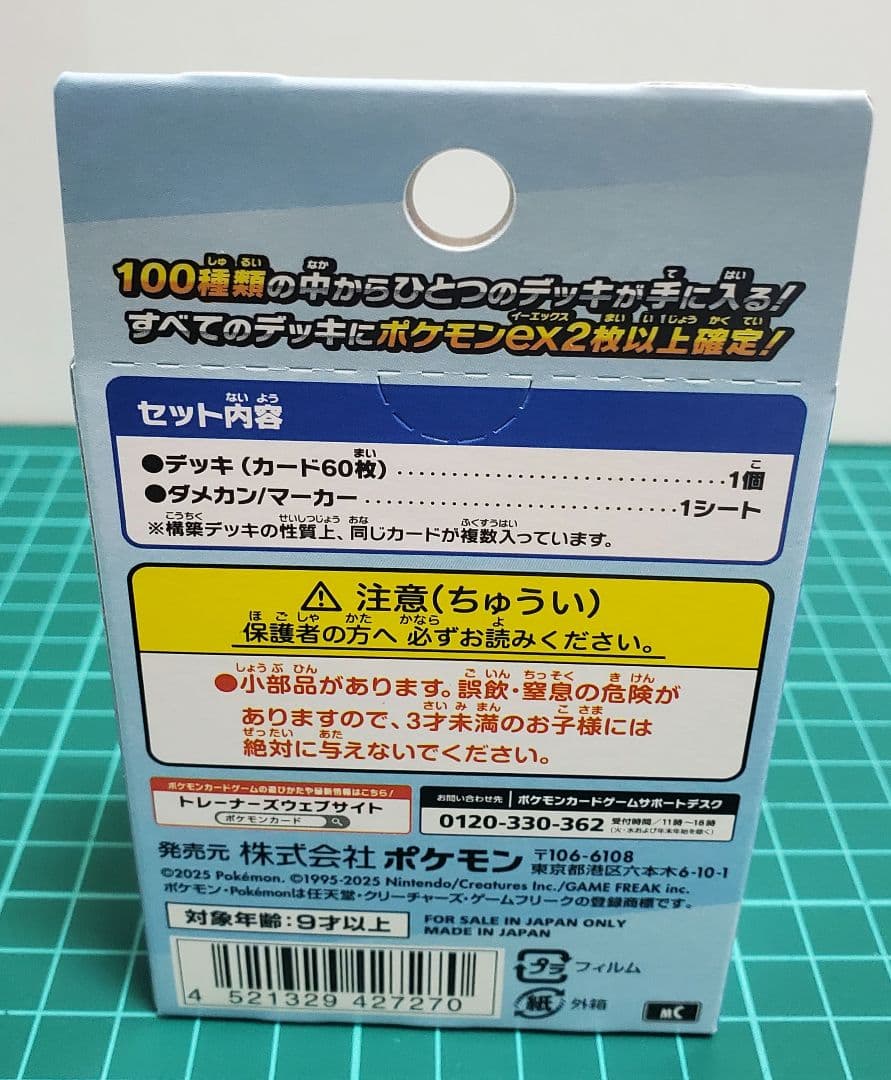 100種類の中からひとつのデッキが手に入る!
すべてのデッキにポケモンex2枚以上確定!
セット内容
●デッキ(カード60枚)........................1個
●ダメカン/マーカー........................1シート
※構築デッキの性質上、同じカードが複数入っています。
⚠ 注意(ちゅうい)
保護者の方へ 必ずお読みください。
●小部品があります。誤飲・窒息の危険が
ありますので、3才未満のお子様には
絶対に与えないでください。
ポケモンカードゲームの遊びかたや最新情報はこちら!
トレーナーズウェブサイト
ポケモンカード
お問い合わせ先 ポケモンカードゲームサポートデスク
0120-330-362 受付時間/11時~18時
(火・水および年末年始を除く)
発売元 株式会社 ポケモン 〒106-6108
東京都港区六本木6-10-1
©2025 Pokémon. ©1995-2025 Nintendo/Creatures Inc./GAME FREAK inc.
ポケモン・Pokémonは任天堂・クリーチャーズ・ゲームフリークの登録商標です。
対象年齢:9才以上
FOR SALE IN JAPAN ONLY
MADE IN JAPAN
4 521329 427270
プラ フィルム
紙 外箱
MC